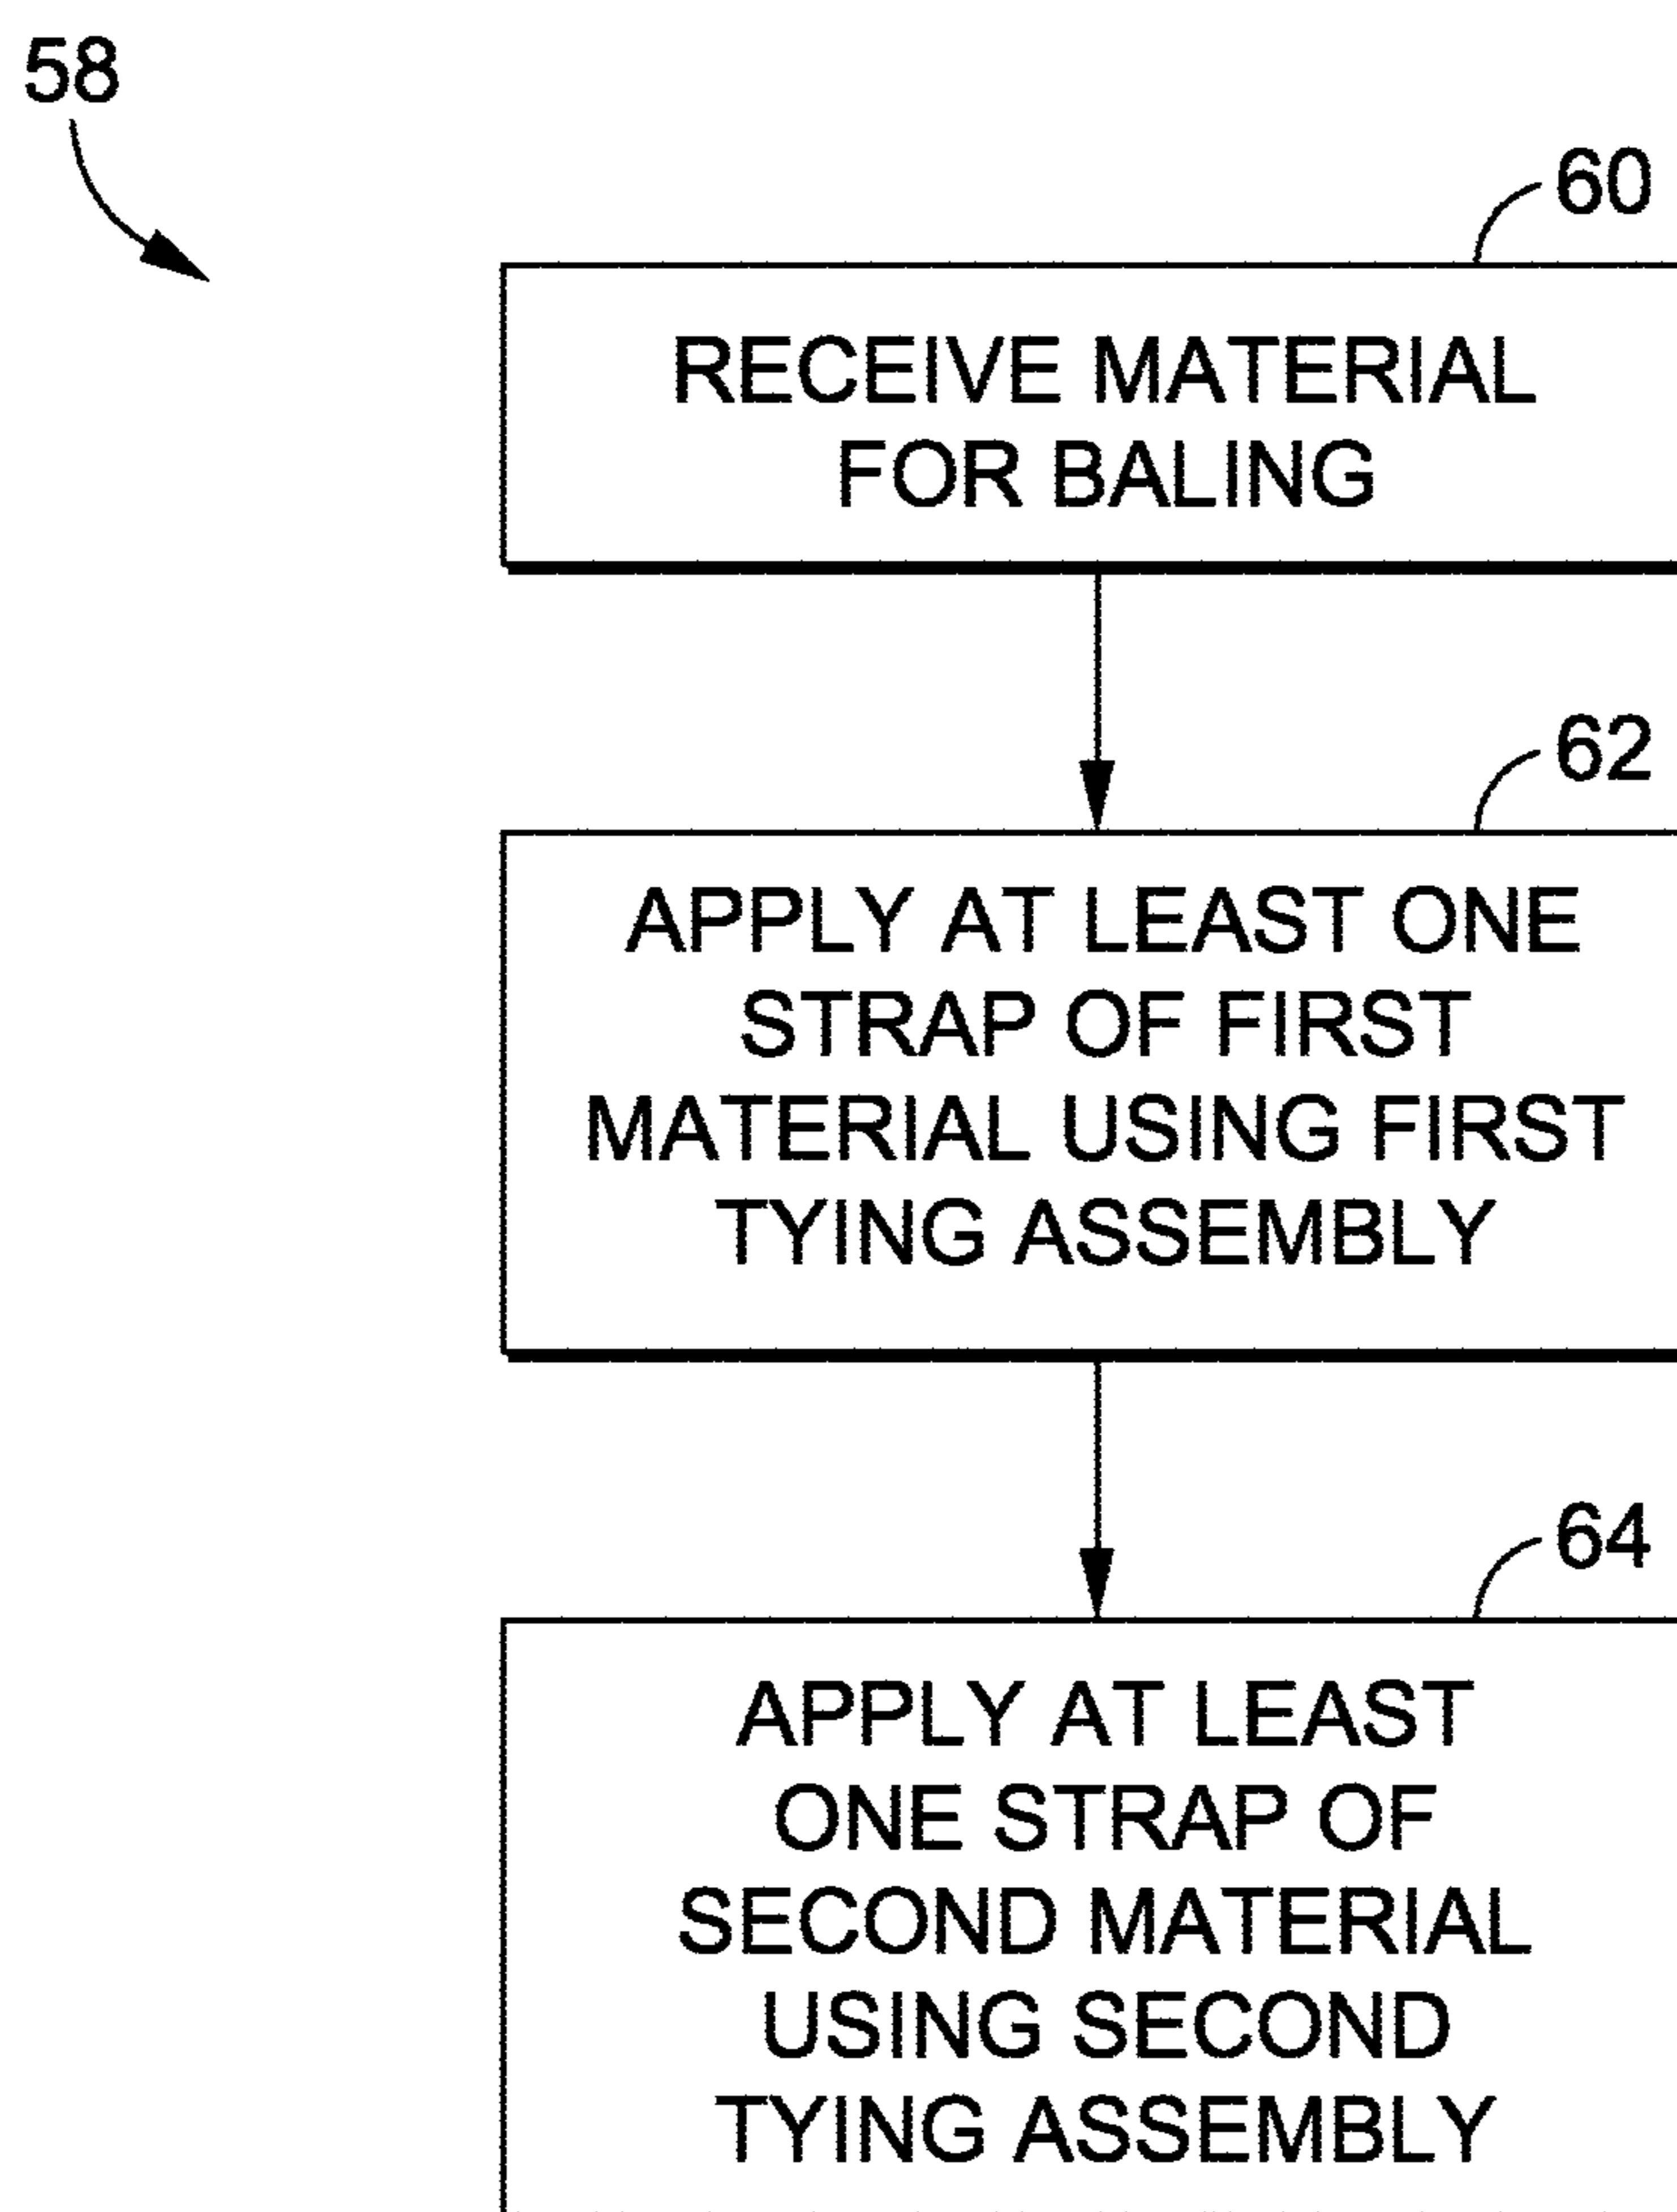 58
60
RECEIVE MATERIAL
FOR BALING
62
APPLY AT LEAST ONE
STRAP OF FIRST
MATERIAL USING FIRST
TYING ASSEMBLY
64
APPLY AT LEAST
ONE STRAP OF
SECOND MATERIAL
USING SECOND
TYING ASSEMBLY